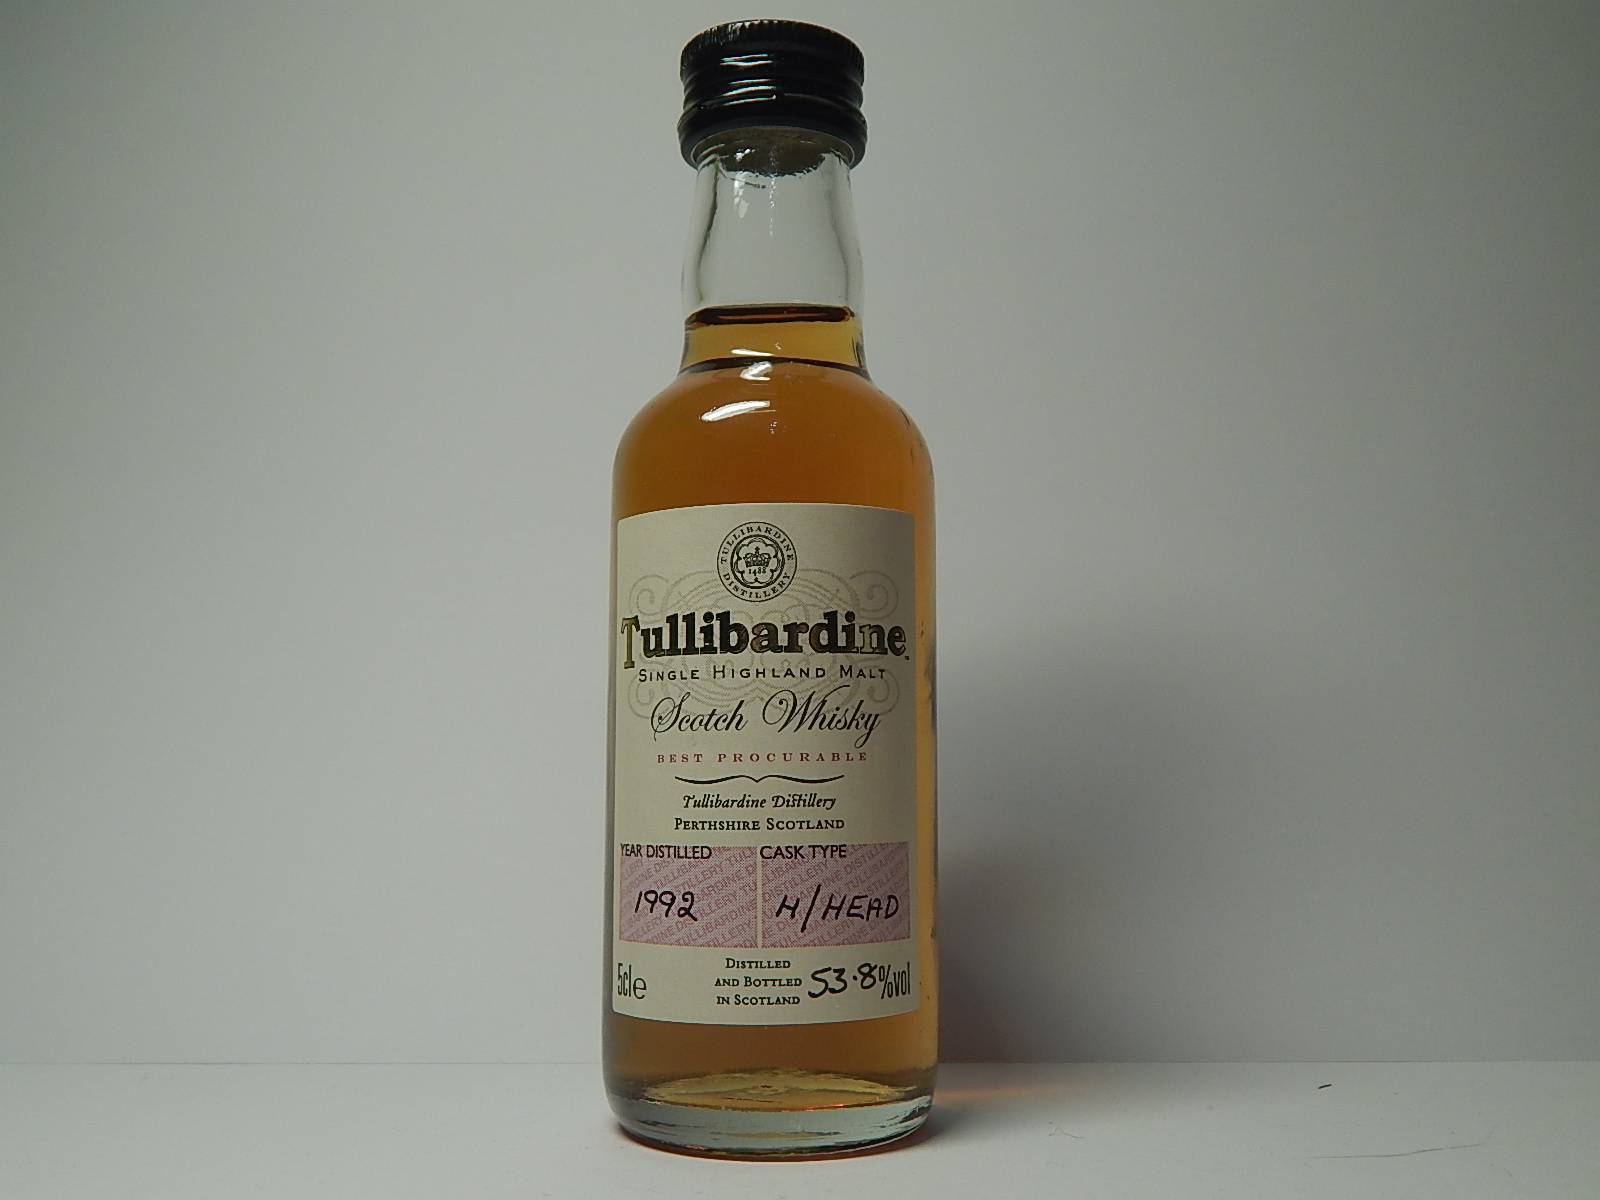 TULLIBARDINE
1488
DISTILLERY
Tullibardine™
SINGLE HIGHLAND MALT
Scotch Whisky
BEST PROCURABLE
Tullibardine Distillery
PERTHSHIRE SCOTLAND
YEAR DISTILLED CASK TYPE
1992 H/HEAD
DISTILLED
AND BOTTLED
IN SCOTLAND
5cle 53.8%vol